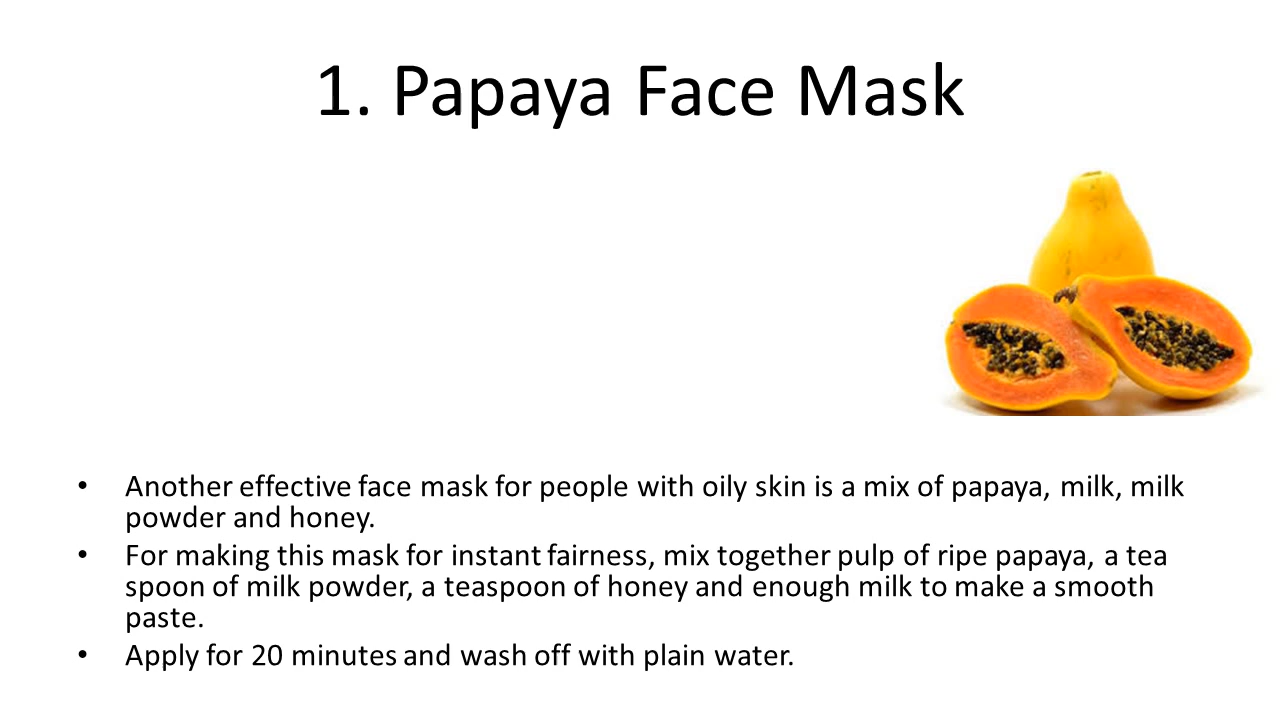 1. Papaya Face Mask
• Another effective face mask for people with oily skin is a mix of papaya, milk, milk
powder and honey.
• For making this mask for instant fairness, mix together pulp of ripe papaya, a tea
spoon of milk powder, a teaspoon of honey and enough milk to make a smooth
paste.
• Apply for 20 minutes and wash off with plain water.